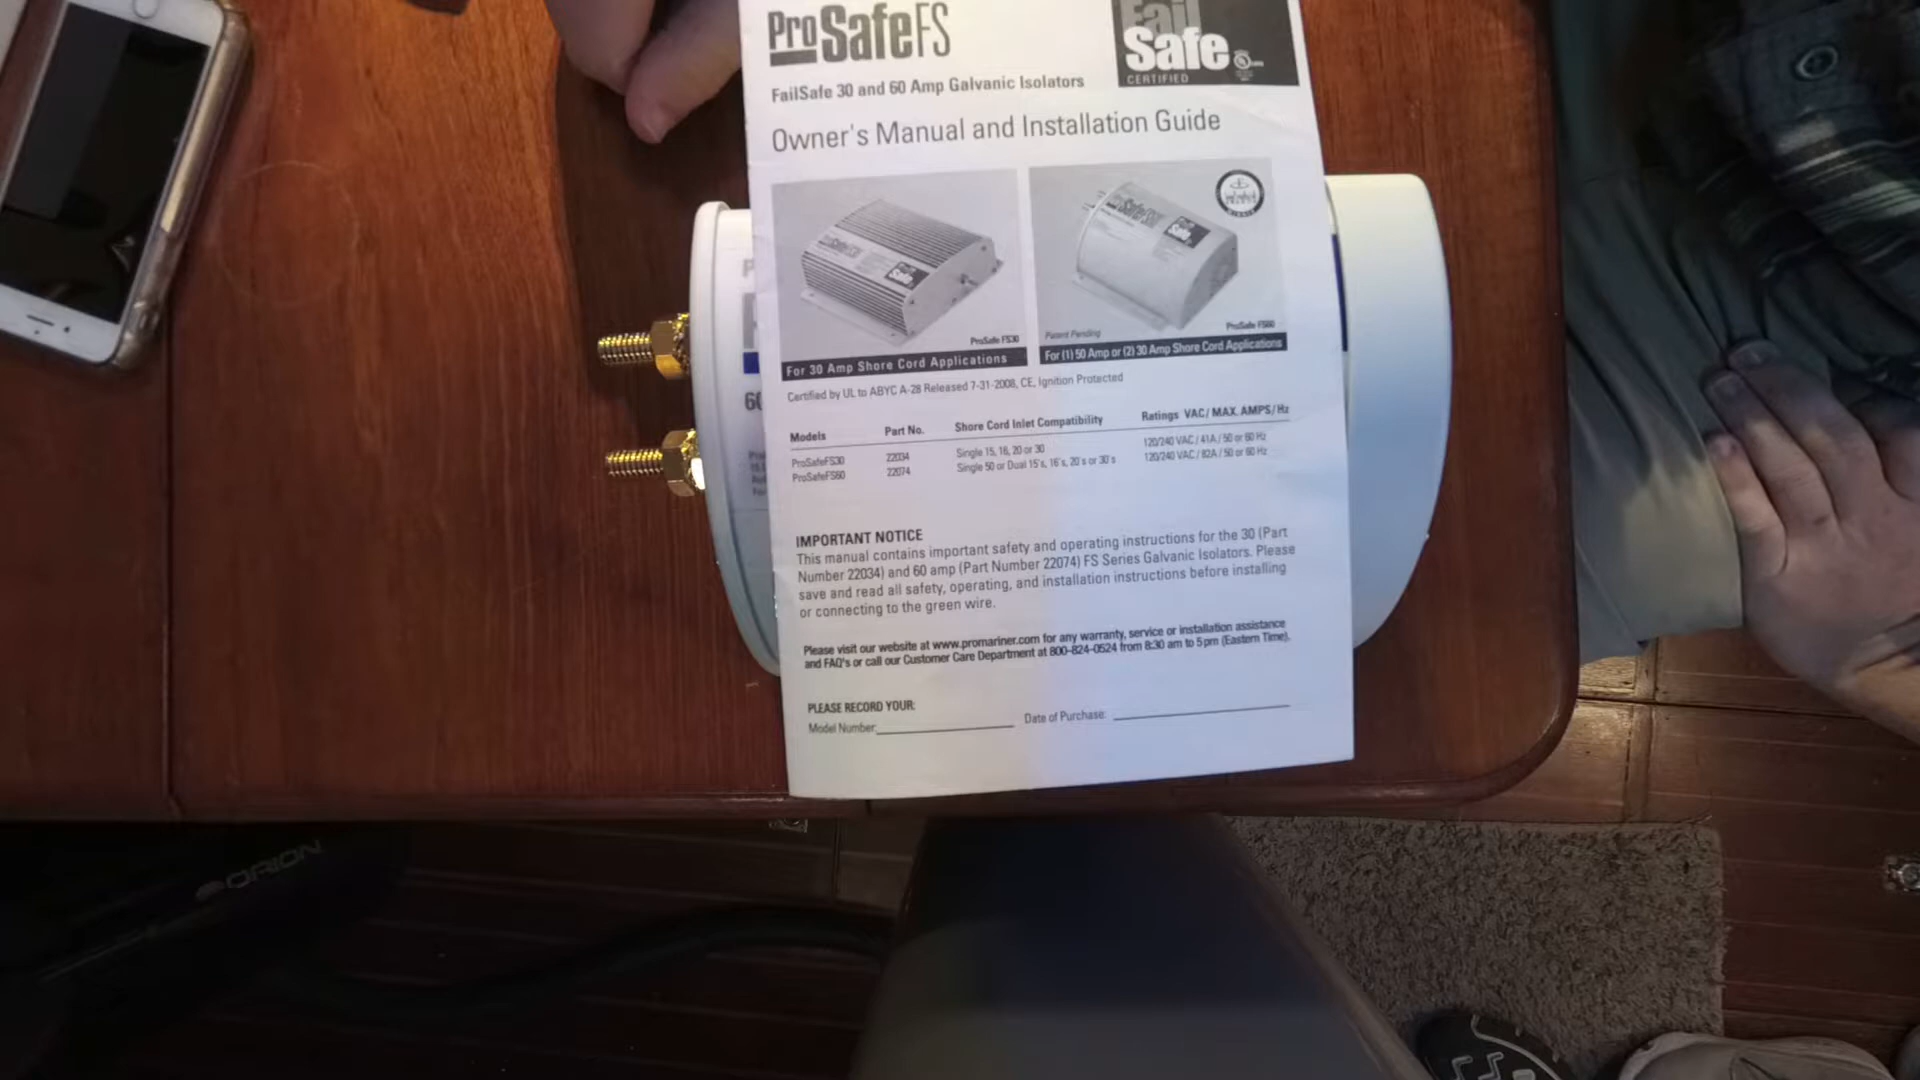 ProSafeFS
Fail
Safe
CERTIFIED
FailSafe 30 and 60 Amp Galvanic Isolators
Owner's Manual and Installation Guide
ProSafe FS30
Patent Pending
ProSafe FS60
For 30 Amp Shore Cord Applications
For (1) 50 Amp or (2) 30 Amp Shore Cord Applications
Certified by UL to ABYC A-28 Released 7-31-2008, CE, Ignition Protected
Models Part No. Shore Cord Inlet Compatibility Ratings VAC/ MAX. AMPS/Hz
ProSafeFS30 22034 Single 15, 16, 20 or 30 120/240 VAC / 41A / 50 or 60 Hz
ProSafeFS60 22074 Single 50 or Dual 15's, 16's, 20's or 30's 120/240 VAC / 82A / 50 or 60 Hz
IMPORTANT NOTICE
This manual contains important safety and operating instructions for the 30 (Part
Number 22034) and 60 amp (Part Number 22074) FS Series Galvanic Isolators. Please
save and read all safety, operating, and installation instructions before installing
or connecting to the green wire.
Please visit our website at www.promariner.com for any warranty, service or installation assistance
and FAQ's or call our Customer Care Department at 800-824-0524 from 8:30 am to 5pm (Eastern Time).
PLEASE RECORD YOUR:
Model Number: Date of Purchase:
60
ORION